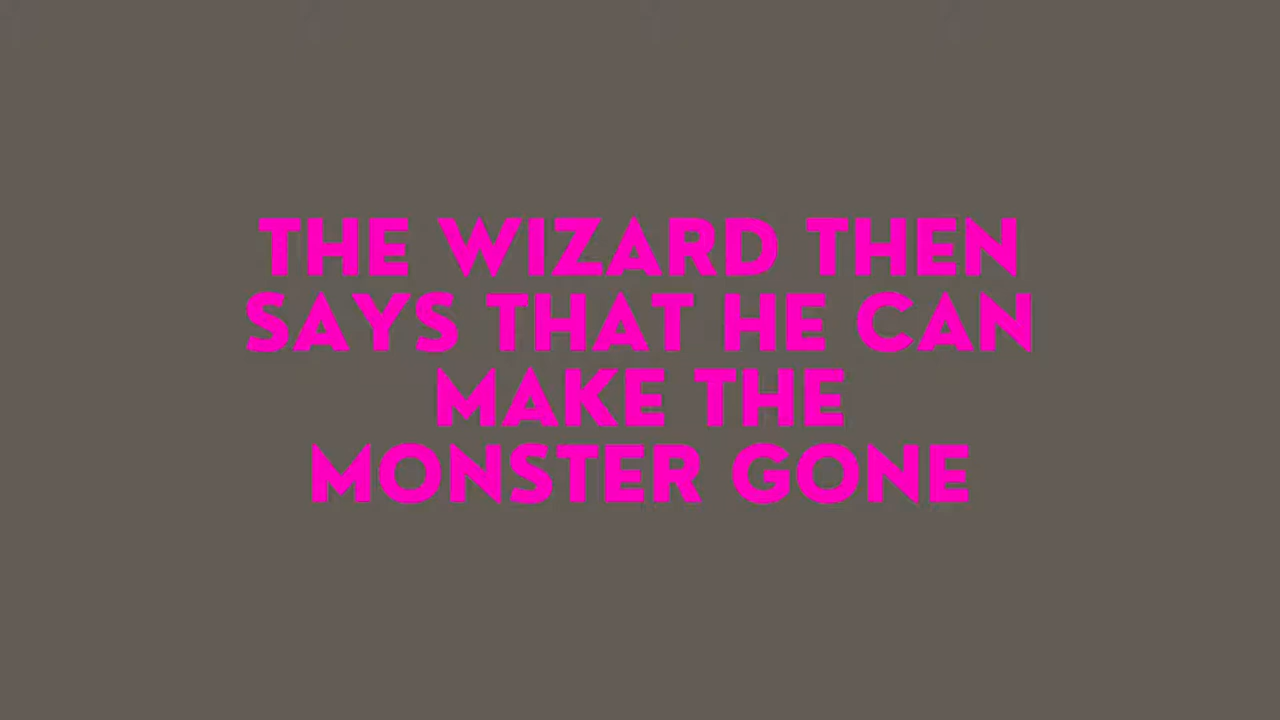 THE WIZARD THEN
SAYS THAT HE CAN
MAKE THE
MONSTER GONE